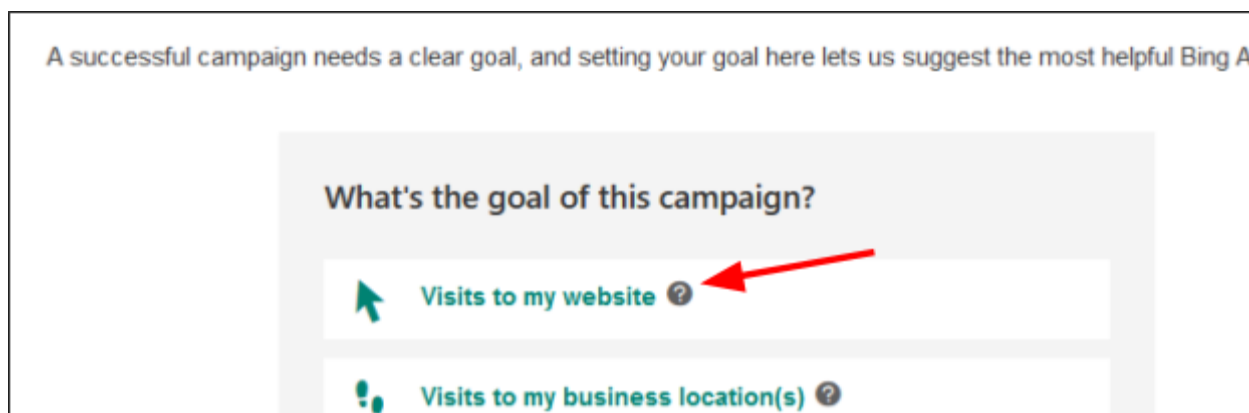 A successful campaign needs a clear goal, and setting your goal here lets us suggest the most helpful Bing A
What's the goal of this campaign?
Visits to my website
Visits to my business location(s)